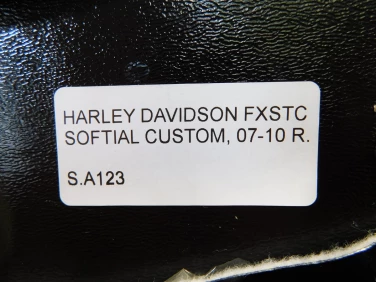 HARLEY DAVIDSON FXSTC
SOFTIAL CUSTOM, 07-10 R.
S.A123